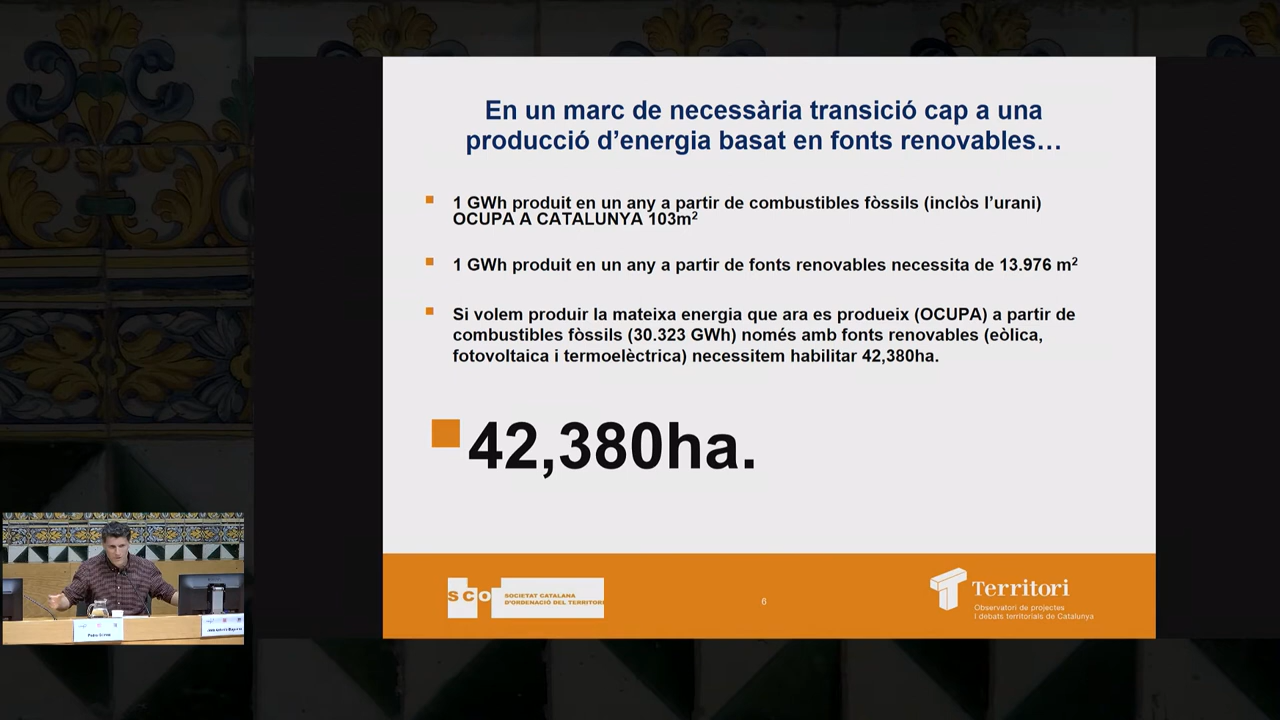 En un marc de necessària transició cap a una
producció d'energia basat en fonts renovables…
1 GWh produit en un any a partir de combustibles fòssils (inclòs l'urani)
OCUPA A CATALUNYA 103m²
1 GWh produit en un any a partir de fonts renovables necessita de 13.976 m²
Si volem produir la mateixa energia que ara es produeix (OCUPA) a partir de
combustibles fòssils (30.323 GWh) només amb fonts renovables (eòlica,
fotovoltaica i termoelèctrica) necessitem habilitar 42,380ha.
42,380ha.
SCOT
SOCIETAT CATALANA
D'ORDENACIÓ DEL TERRITORI
6
Territori
Observatori de projectes
i debats territorials de Catalunya